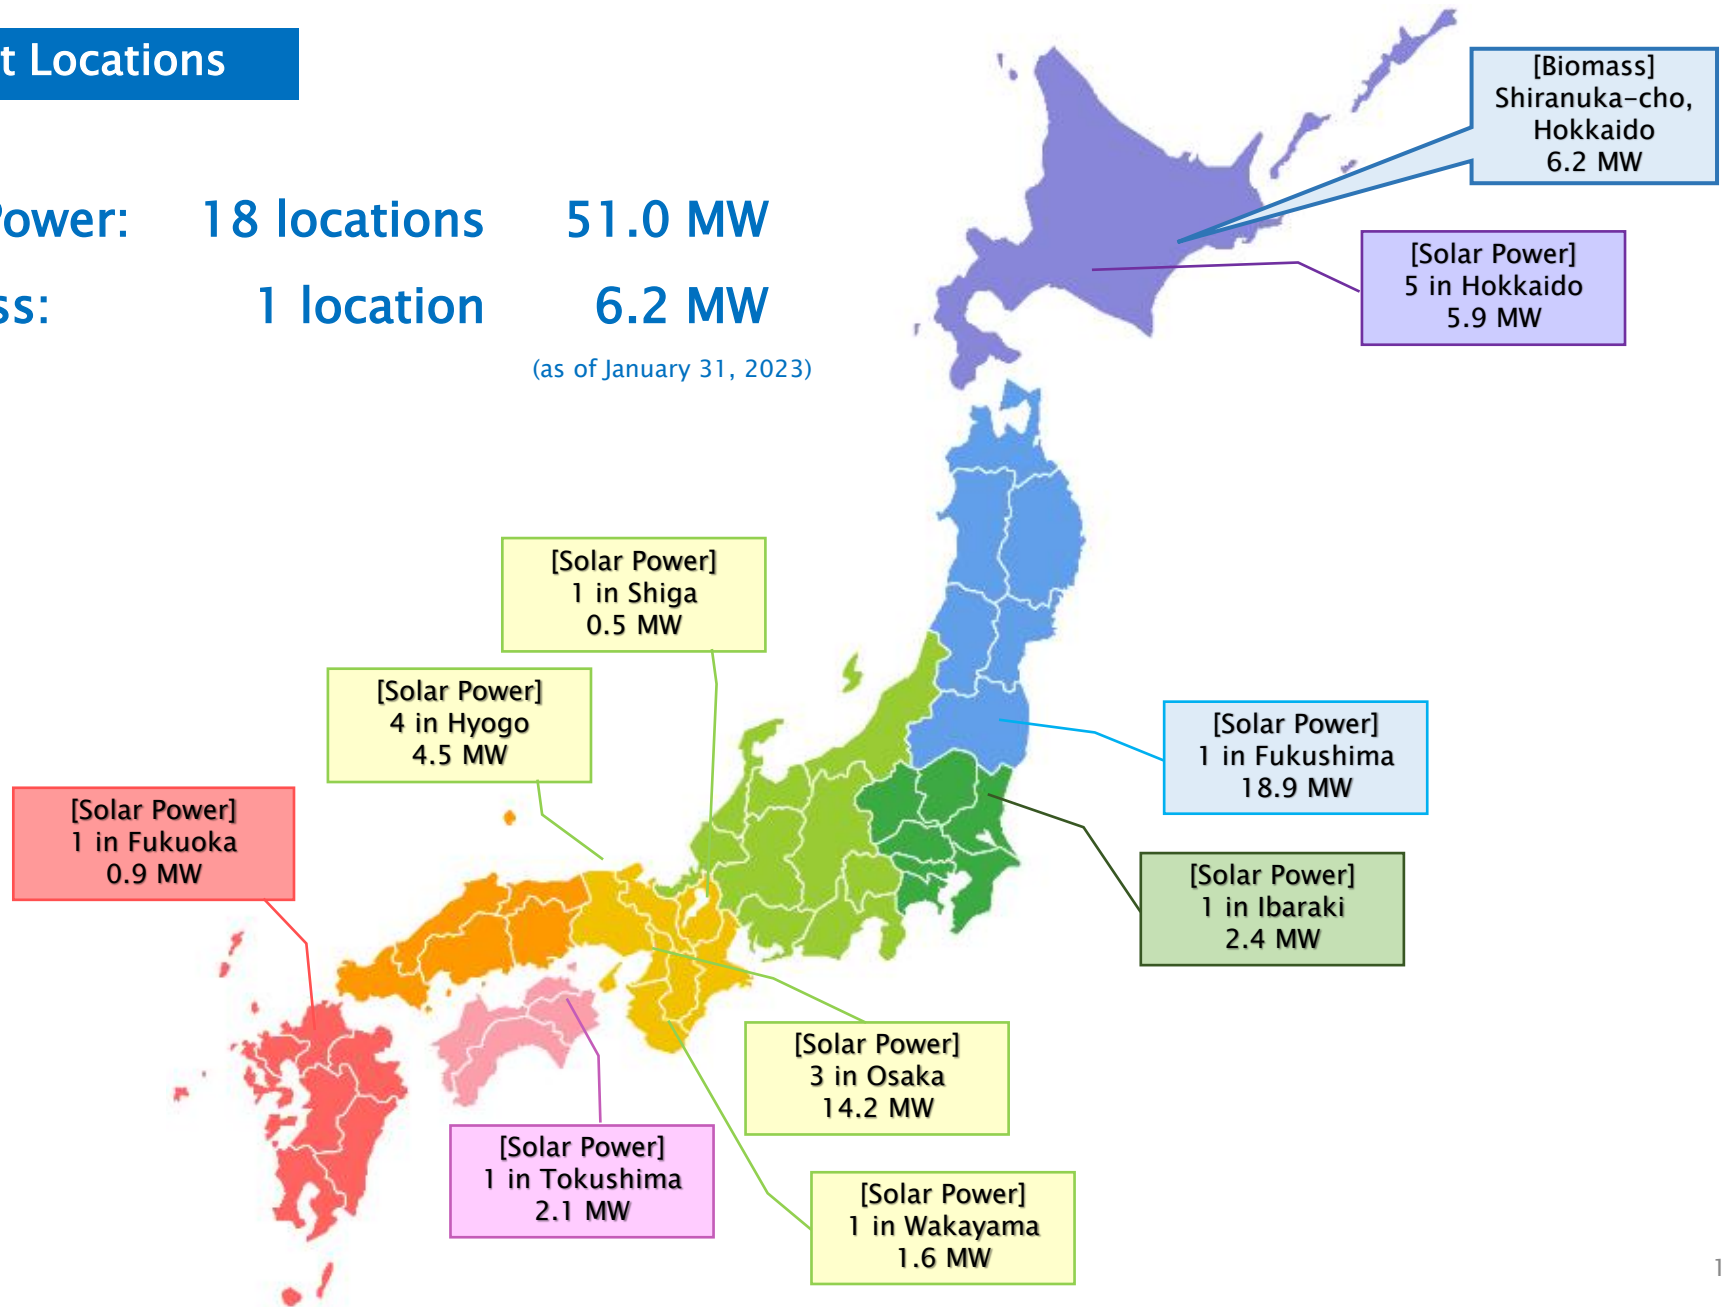 t Locations
Power: 18 locations 51.0 MW
ss: 1 location 6.2 MW
(as of January 31, 2023)
[Biomass]
Shiranuka-cho,
Hokkaido
6.2 MW
[Solar Power]
5 in Hokkaido
5.9 MW
[Solar Power]
1 in Shiga
0.5 MW
[Solar Power]
4 in Hyogo
4.5 MW
[Solar Power]
1 in Fukushima
18.9 MW
[Solar Power]
1 in Fukuoka
0.9 MW
[Solar Power]
1 in Ibaraki
2.4 MW
[Solar Power]
3 in Osaka
14.2 MW
[Solar Power]
1 in Tokushima
2.1 MW
[Solar Power]
1 in Wakayama
1.6 MW
1